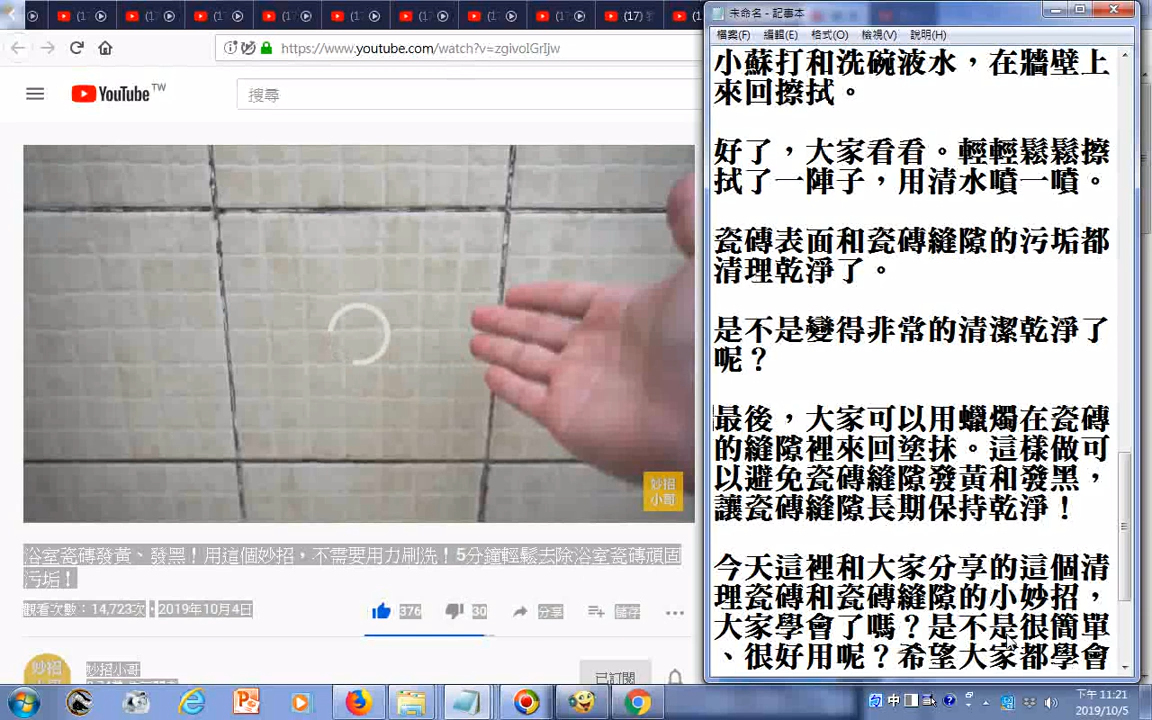 未命名 - 記事本
檔案(F) 編輯(E) 格式(O) 檢視(V) 說明(H)
https://www.youtube.com/watch?v=zgivolGrIjw
YouTube TW
搜尋
妙招
小哥
浴室瓷磚發黃、發黑！用這個妙招，不需要用力刷洗！5分鐘輕鬆去除浴室瓷磚頑固
污垢！
觀看次數：14,723次 • 2019年10月4日
376 30 分享 儲存
妙招
小哥
妙招小哥
已訂閱
小蘇打和洗碗液水，在牆壁上
來回擦拭。
好了，大家看看。輕輕鬆鬆擦
拭了一陣子，用清水噴一噴。
瓷磚表面和瓷磚縫隙的污垢都
清理乾淨了。
是不是變得非常的清潔乾淨了
呢？
最後，大家可以用蠟燭在瓷磚
的縫隙裡來回塗抹。這樣做可
以避免瓷磚縫隙發黃和發黑，
讓瓷磚縫隙長期保持乾淨！
今天這裡和大家分享的這個清
理瓷磚和瓷磚縫隙的小妙招，
大家學會了嗎？是不是很簡單
、很好用呢？希望大家都學會
中
下午 11:21
2019/10/5